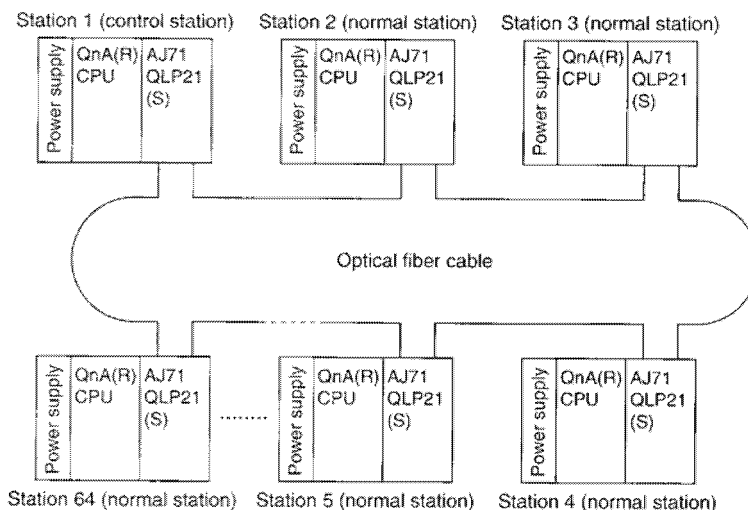 Station 1 (control station)
Station 2 (normal station)
Station 3 (normal station)
Power supply
QnA(R)
CPU
AJ71
QLP21
(S)
Power supply
QnA(R)
CPU
AJ71
QLP21
(S)
Power supply
QnA(R)
CPU
AJ71
QLP21
(S)
Optical fiber cable
Power supply
QnA(R)
CPU
AJ71
QLP21
(S)
Power supply
QnA(R)
CPU
AJ71
QLP21
(S)
Power supply
QnA(R)
CPU
AJ71
QLP21
(S)
Station 64 (normal station)
Station 5 (normal station)
Station 4 (normal station)